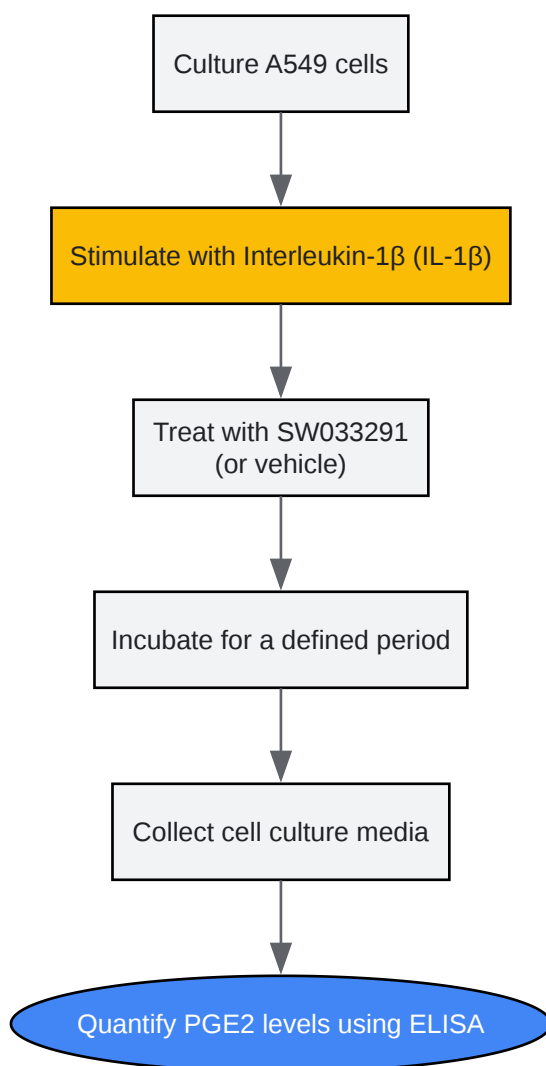 Culture A549 cells
Stimulate with Interleukin-1β (IL-1β)
Treat with SW033291
(or vehicle)
Incubate for a defined period
Collect cell culture media
Quantify PGE2 levels using ELISA